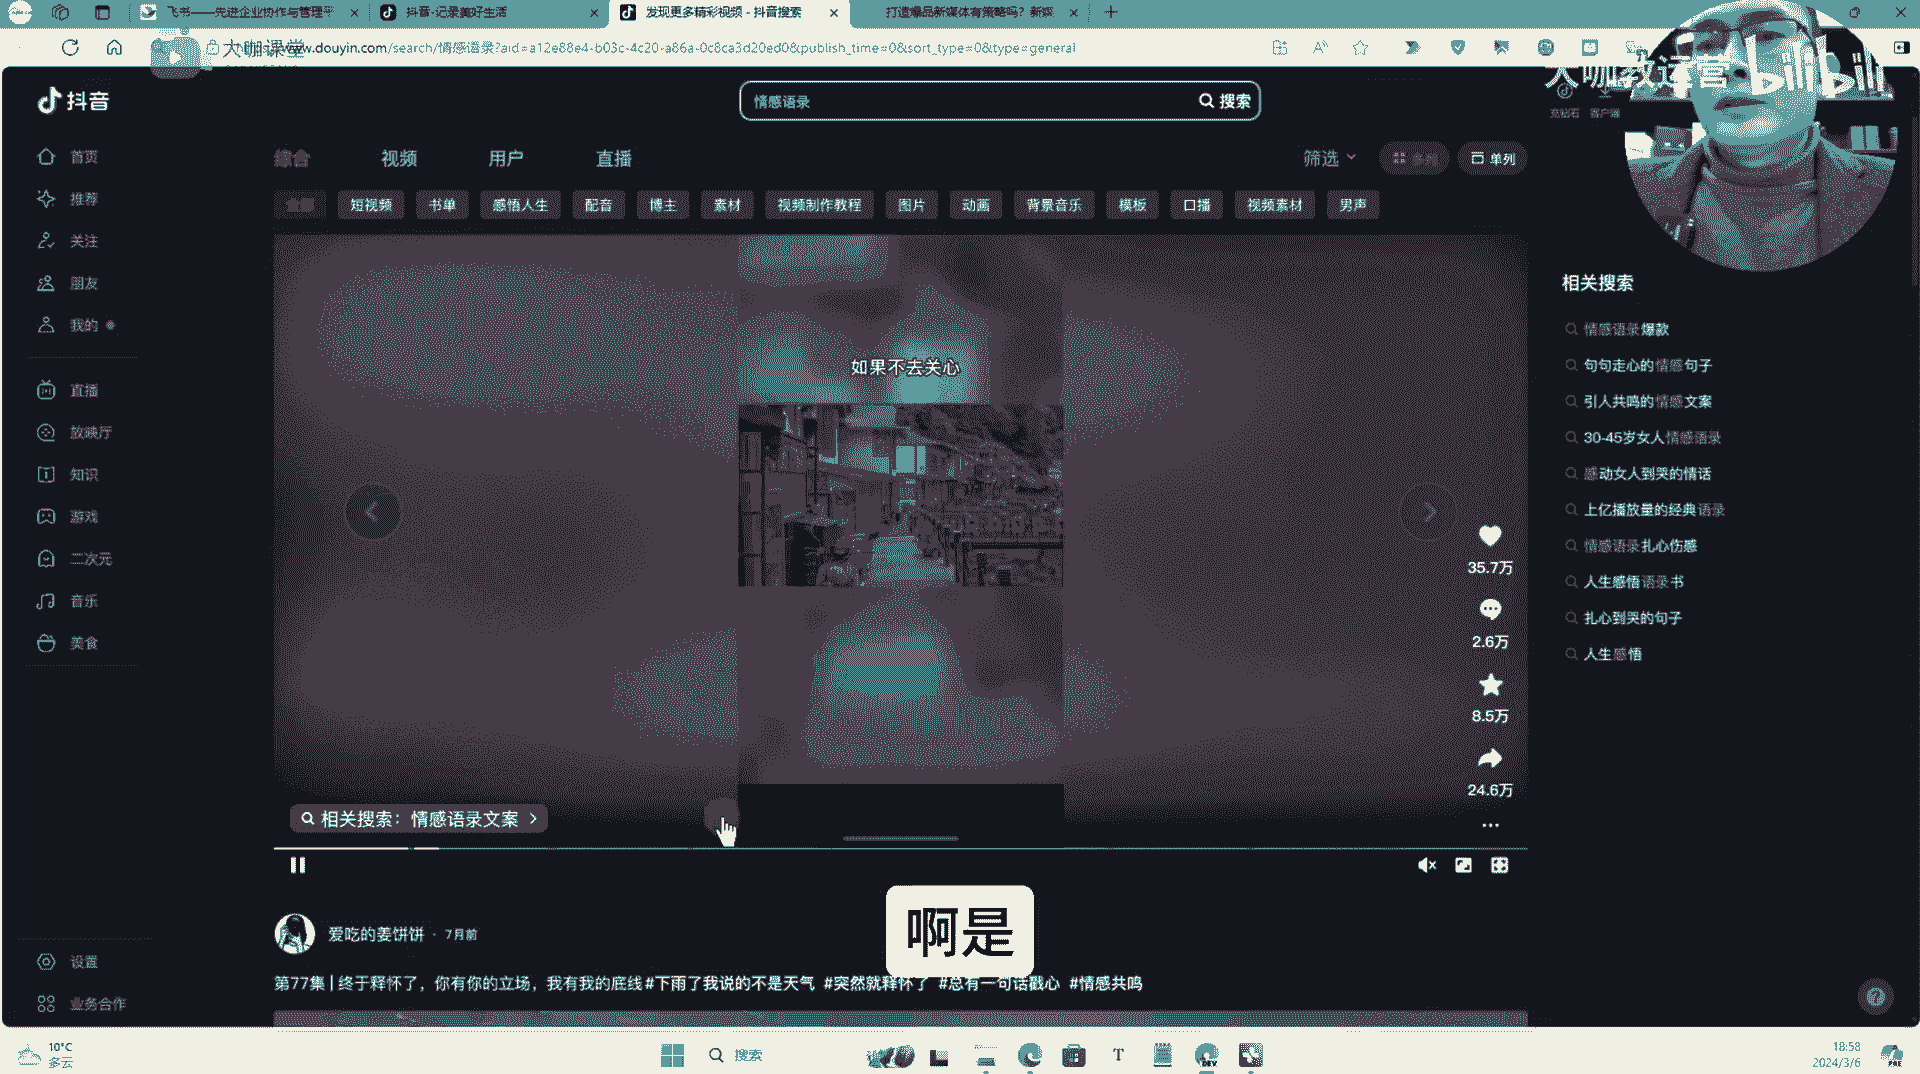 飞书——先进企业协作与管理平
抖音-记录美好生活
发现更多精彩视频 - 抖音搜索
打造爆品新媒体有策略吗？新媒
大咖课堂
www.douyin.com/search/情感语录?aid=a12e88e4-b03c-4c20-a86a-0c8ca3d20ed0&publish_time=0&sort_type=0&type=general
大咖教运营 bilibili
抖音
情感语录
搜索
充钻石
客户端
首页
推荐
关注
朋友
我的
直播
放映厅
知识
游戏
二次元
音乐
美食
设置
业务合作
综合
视频
用户
直播
筛选
多列
单列
全部
短视频
书单
感悟人生
配音
博主
素材
视频制作教程
图片
动画
背景音乐
模板
口播
视频素材
男声
如果不去关心
35.7万
2.6万
8.5万
24.6万
相关搜索：情感语录文案
相关搜索
情感语录爆款
句句走心的情感句子
引人共鸣的情感文案
30-45岁女人情感语录
感动女人到哭的情话
上亿播放量的经典语录
情感语录扎心伤感
人生感悟语录书
扎心到哭的句子
人生感悟
啊是
爱吃的姜饼饼 · 7月前
第77集 | 终于释怀了，你有你的立场，我有我的底线#下雨了我说的不是天气 #突然就释怀了 #总有一句话戳心 #情感共鸣
10°C
多云
搜索
18:58
2024/3/6